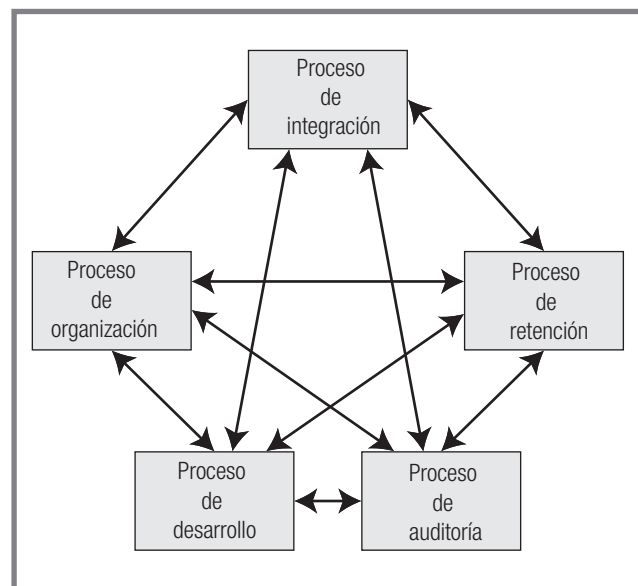 Proceso
de
integración
Proceso
de
organización
Proceso
de
retención
Proceso
de
desarrollo
Proceso
de
auditoría